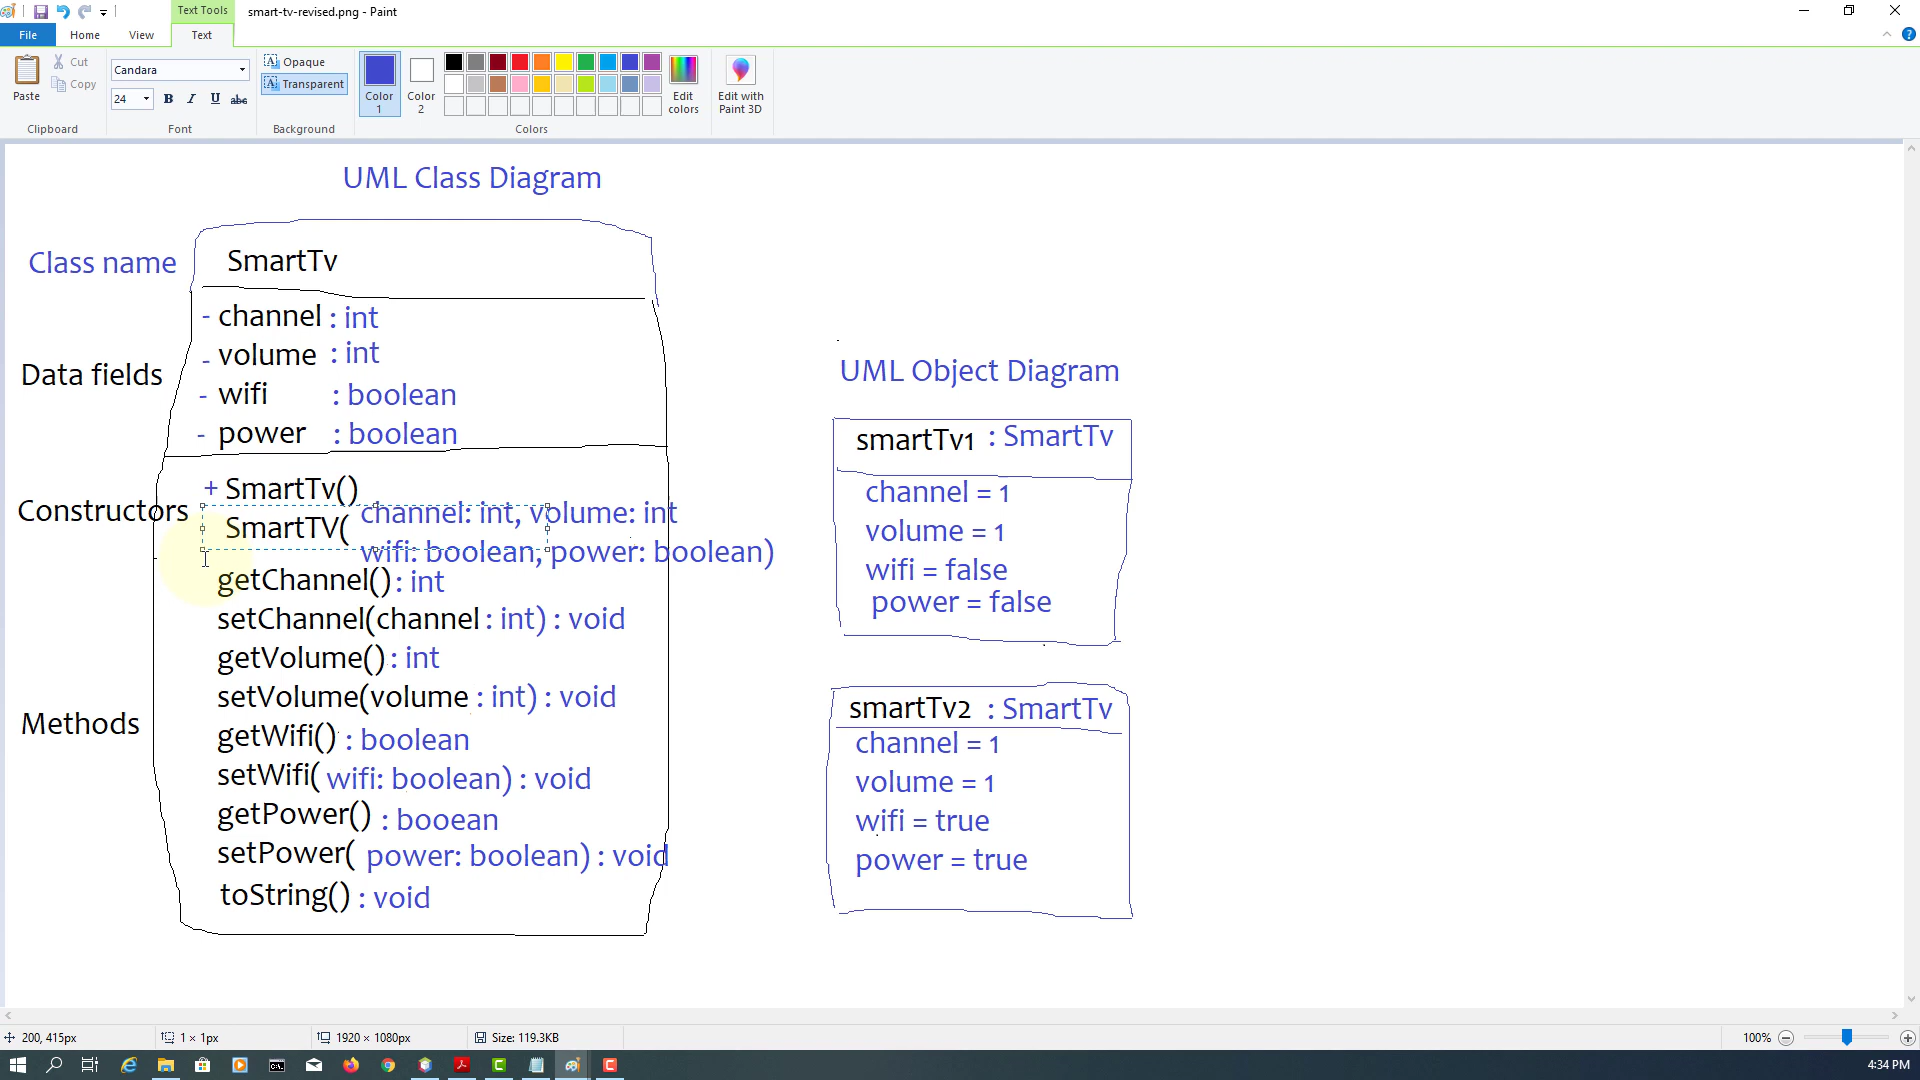 Text Tools
smart-tv-revised.png - Paint
File
Home
View
Text
Paste
Cut
Copy
Clipboard
Candara
24
B I U abc
Font
Opaque
Transparent
Background
Color 1
Color 2
Edit colors
Colors
Edit with Paint 3D
UML Class Diagram
Class name
SmartTv
Data fields
- channel : int
- volume : int
- wifi : boolean
- power : boolean
Constructors
+ SmartTv()
SmartTV( channel: int, volume: int
wifi: boolean, power: boolean)
Methods
getChannel() : int
setChannel(channel : int) : void
getVolume() : int
setVolume(volume : int) : void
getWifi() : boolean
setWifi( wifi: boolean) : void
getPower() : booean
setPower( power: boolean) : void
toString() : void
UML Object Diagram
smartTv1 : SmartTv
channel = 1
volume = 1
wifi = false
power = false
smartTv2 : SmartTv
channel = 1
volume = 1
wifi = true
power = true
200, 415px
1 × 1px
1920 × 1080px
Size: 119.3KB
100%
4:34 PM